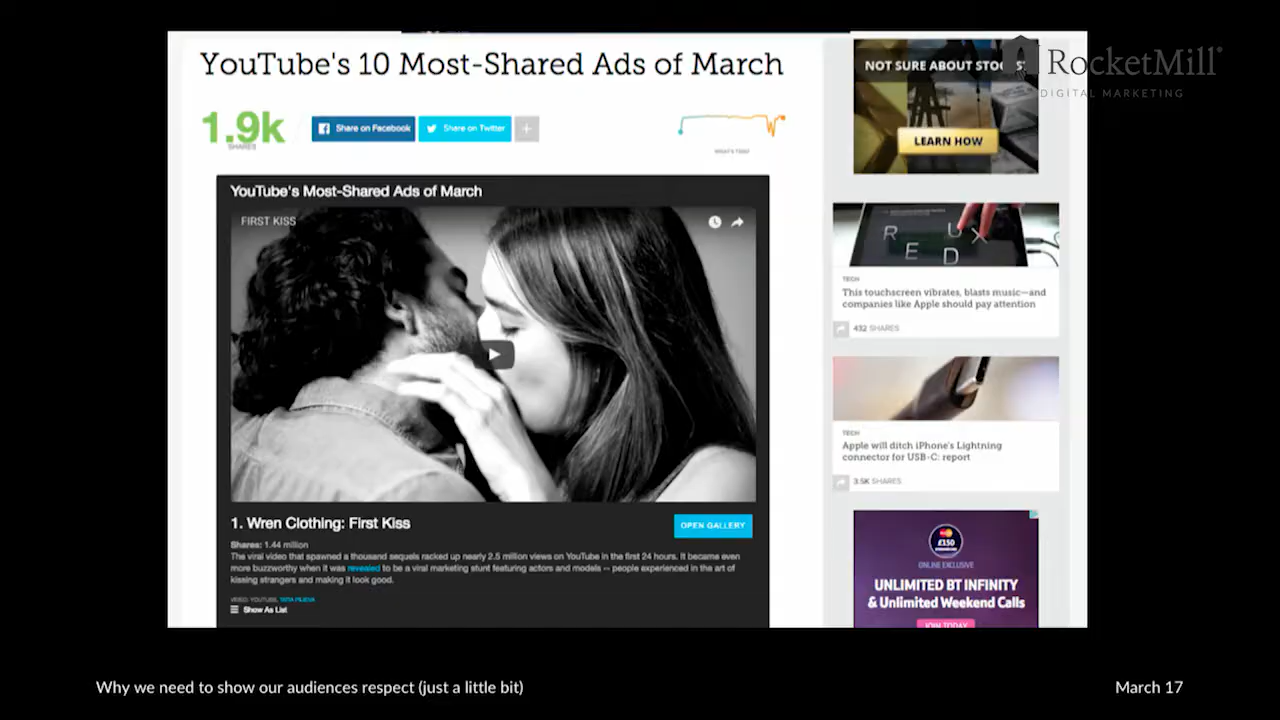 RocketMill®
DIGITAL MARKETING
YouTube's 10 Most-Shared Ads of March
1.9k
SHARES
Share on Facebook
Share on Twitter
+
WHAT'S THIS?
YouTube's Most-Shared Ads of March
FIRST KISS
1. Wren Clothing: First Kiss
OPEN GALLERY
Shares: 1.44 million
The viral video that spawned a thousand sequels racked up nearly 2.5 million views on YouTube in the first 24 hours. It became even
more buzzworthy when it was revealed to be a viral marketing stunt featuring actors and models -- people experienced in the art of
kissing strangers and making it look good.
VIDEO: YOUTUBE, TATIA PILIEVA
Show As List
NOT SURE ABOUT
LEARN HOW
REDUX
TECH
This touchscreen vibrates, blasts music—and
companies like Apple should pay attention
432 SHARES
TECH
Apple will ditch iPhone's Lightning
connector for USB-C: report
3.5K SHARES
£150
ONLINE EXCLUSIVE
UNLIMITED BT INFINITY
& Unlimited Weekend Calls
JOIN TODAY
Why we need to show our audiences respect (just a little bit)
March 17